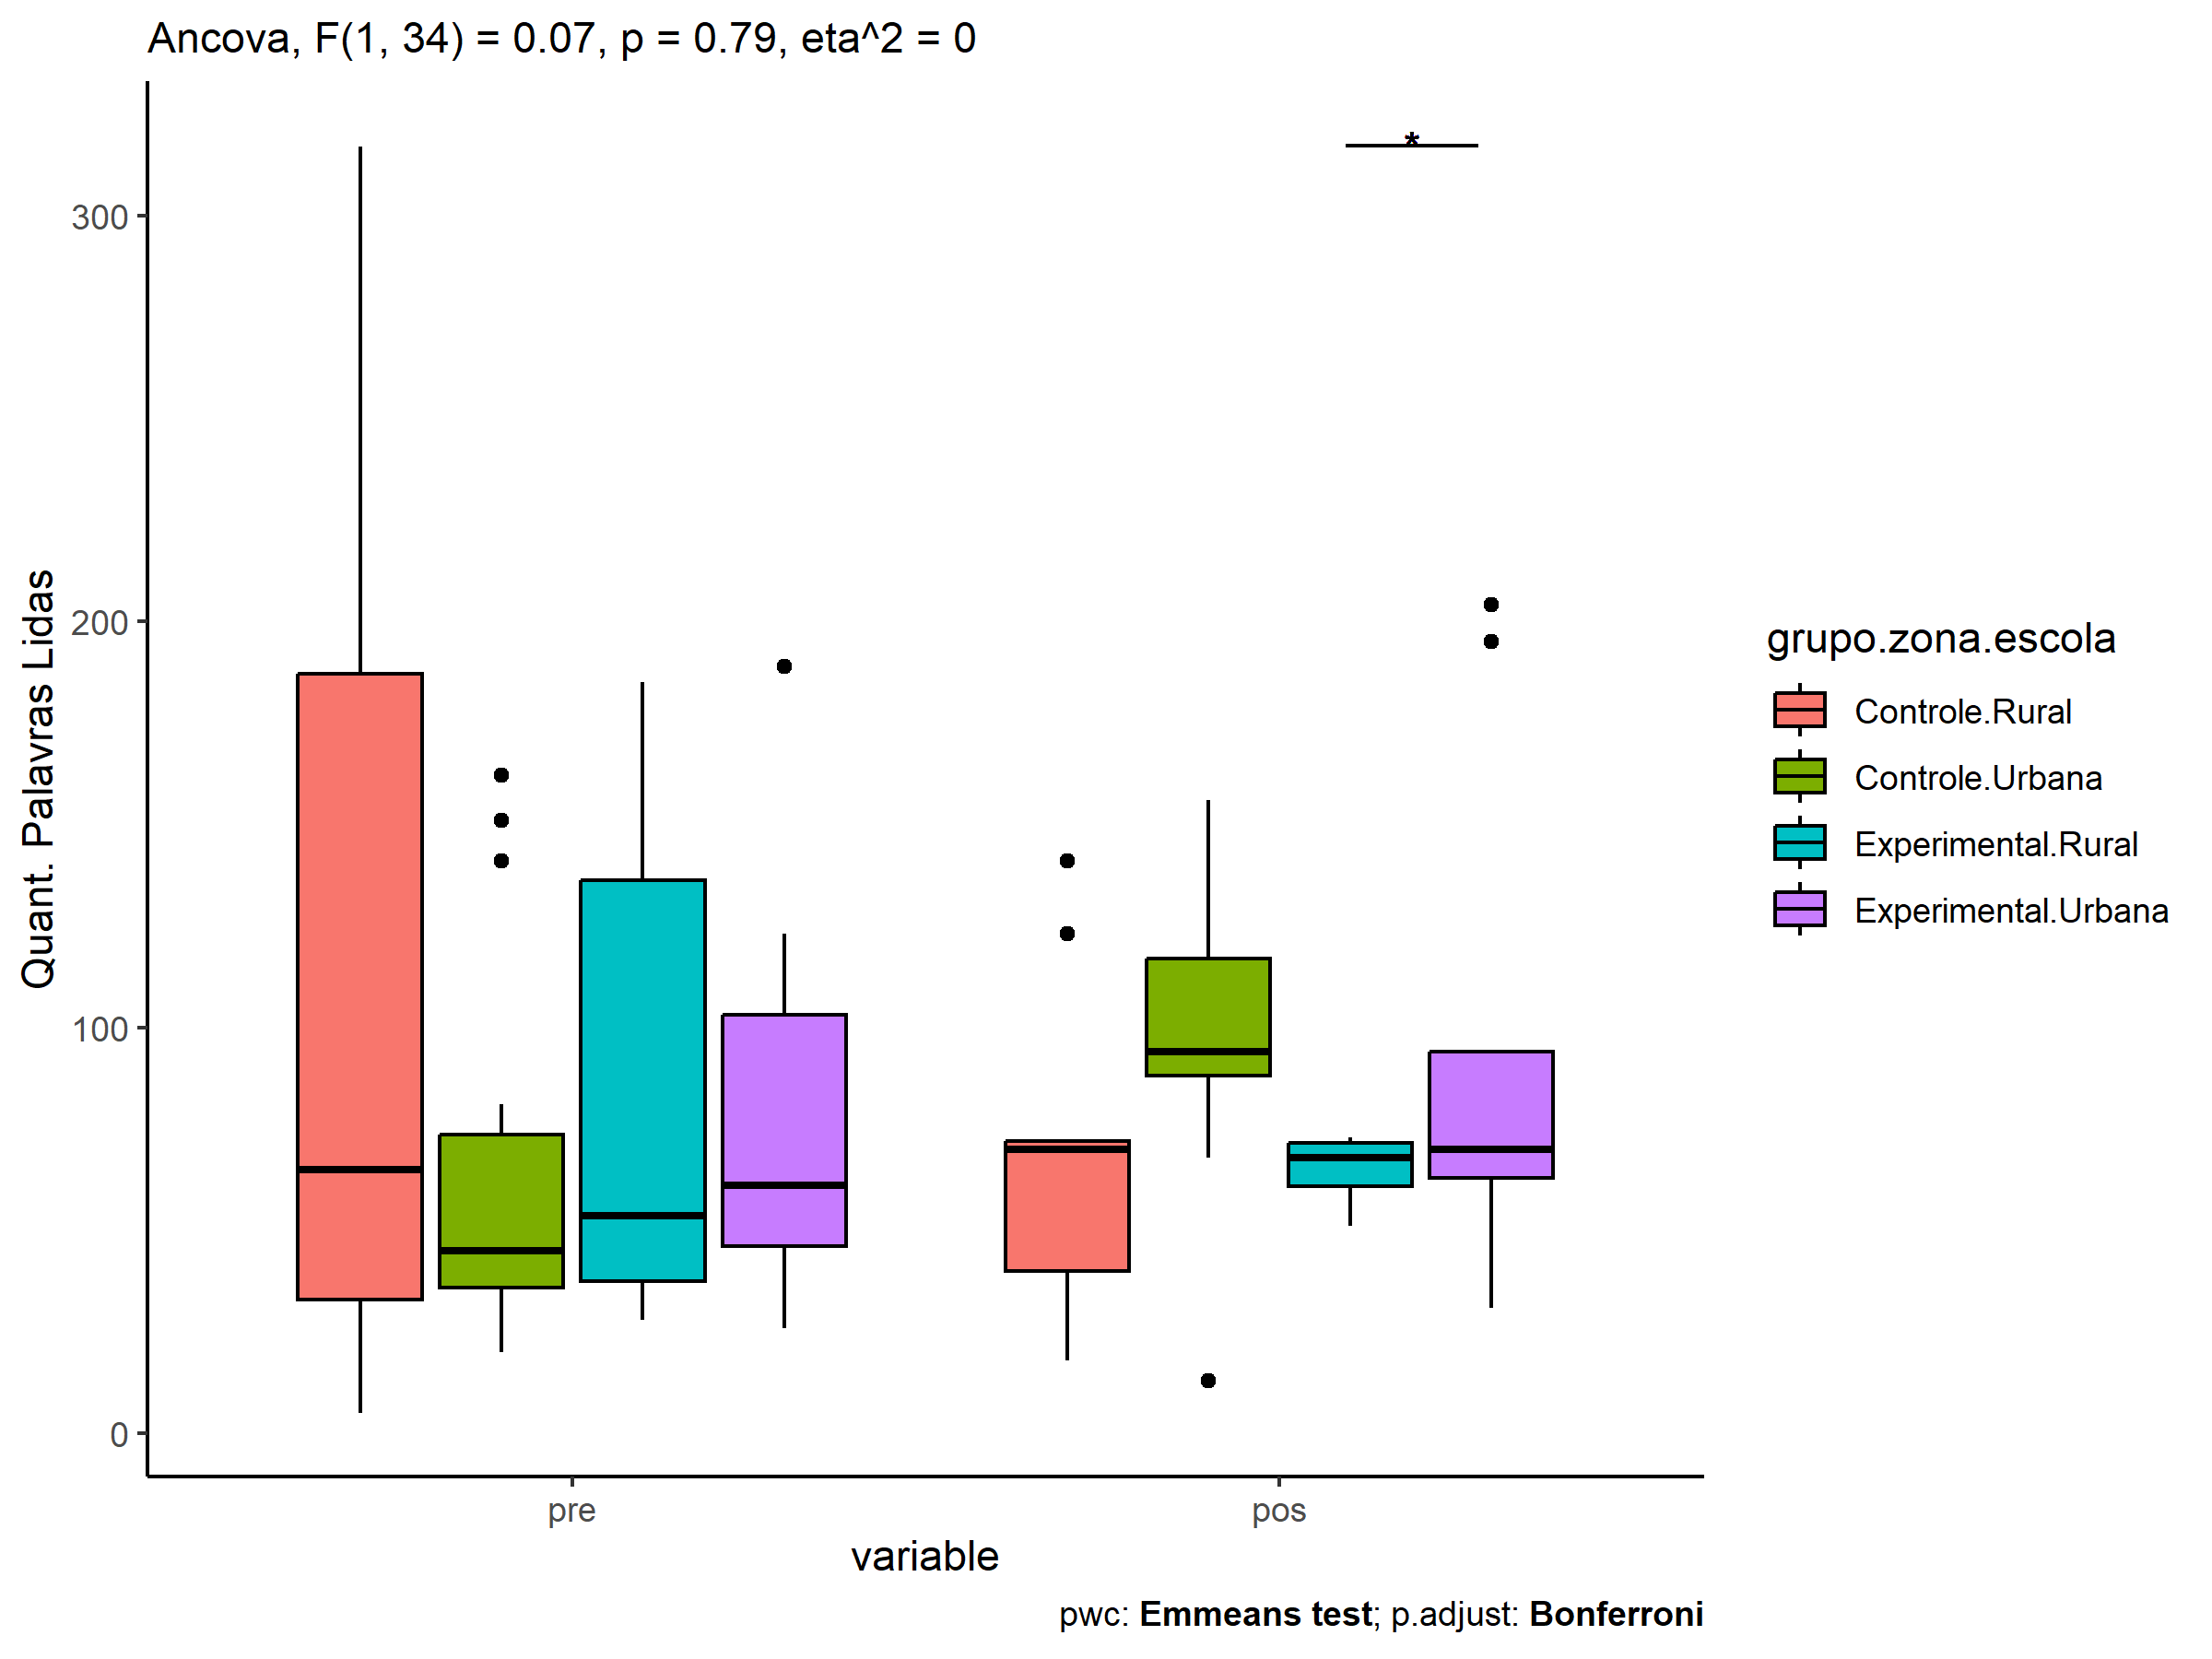 Ancova, F(1, 34) = 0.07, p = 0.79, eta^2 = 0
*
300
200
100
0
Quant. Palavras Lidas
pre
pos
variable
grupo.zona.escola
Controle.Rural
Controle.Urbana
Experimental.Rural
Experimental.Urbana
pwc: Emmeans test; p.adjust: Bonferroni